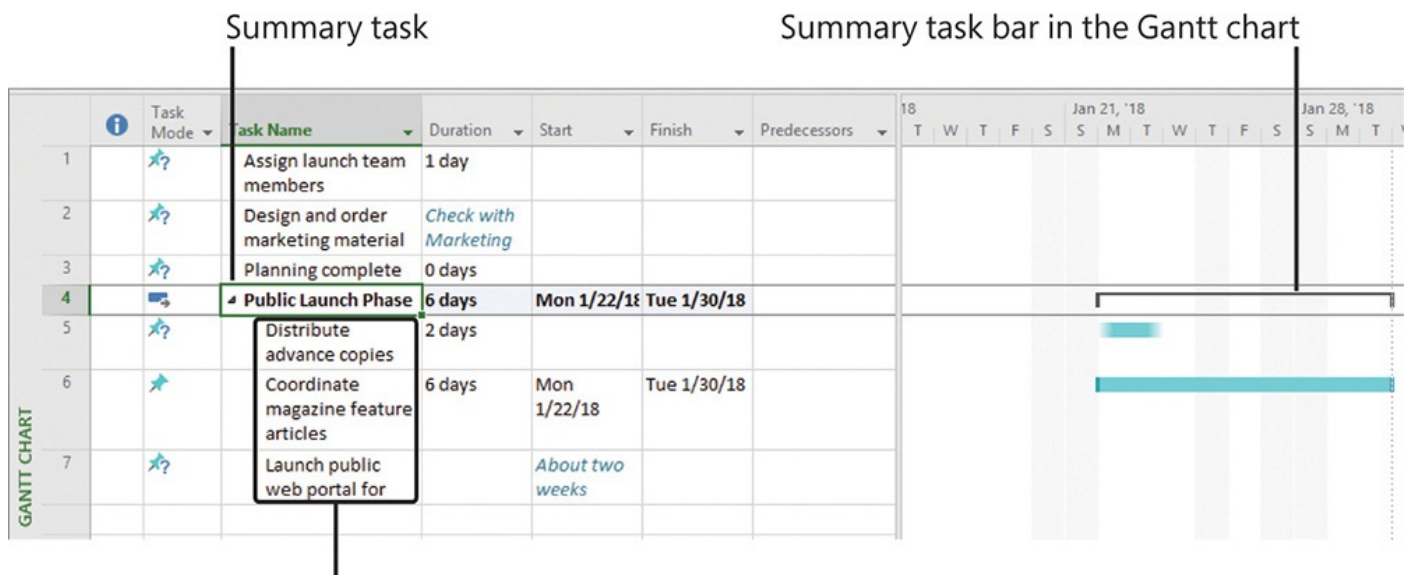 Summary task
Summary task bar in the Gantt chart
Task Mode Task Name Duration Start Finish Predecessors
18 Jan 21, '18 Jan 28, '18
T W T F S S M T W T F S S M T
1 Assign launch team members 1 day
2 Design and order marketing material Check with Marketing
3 Planning complete 0 days
4 Public Launch Phase 6 days Mon 1/22/18 Tue 1/30/18
5 Distribute advance copies 2 days
6 Coordinate magazine feature articles 6 days Mon 1/22/18 Tue 1/30/18
7 Launch public web portal for About two weeks
GANTT CHART